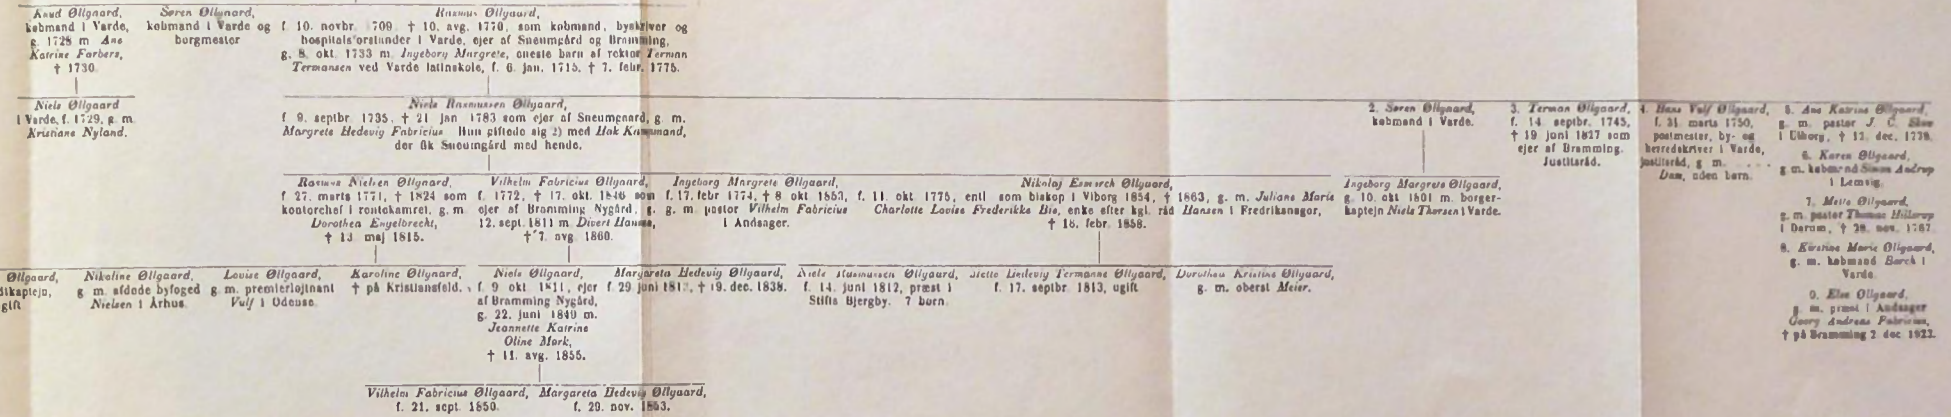 Knud Øllgaard,
købmand i Varde,
g. 1728 m. Ane
Katrine Farbers,
† 1730.
Søren Øllgaard,
købmand i Varde og
borgmester
Rasmus Øllgaard,
f. 10. novbr. 709. † 10. avg. 1770, som købmand, byskriver og
hospitalsforstander i Varde, ejer af Sneumgård og Bramming,
g. 8. okt. 1733 m. Ingeborg Margrete, eneste barn af rektor Terman
Termansen ved Varde latinskole, f. 6. jan. 1715, † 7. febr. 1775.
Niels Øllgaard
i Varde, f. 1729, g. m.
Kristiane Nyland.
Niels Rasmussen Øllgaard,
f. 9. septbr. 1735, † 21. jan 1783 som ejer af Sneumgaard, g. m.
Margrete Hedevig Fabricius. Hun giftede sig 2) med Hak
der fik Sneumgård med hende.
2. Søren Øllgaard,
købmand i Varde.
3. Terman Øllgaard,
f. 14. septbr. 1745,
† 19 juni 1827 som
ejer af Bramming.
Justitsråd.
4. Hans Vulf Øllgaard,
f. 31. marts 1750,
postmester, by- og
herredskriver i Varde,
justitsråd, g m. . . . .
Dam, uden børn.
5. Ane Katrine Øllgaard,
g. m. pastor J. C.
i Ulborg, † 12. dec.
6. Karen Øllgaard,
g. m. købmand Simon Andrup
i Lemvig.
7. Mette Øllgaard,
g. m. pastor Thomas Hillerup
i Darum, † 28. nov. 1767.
8. Kirstine Marie Øllgaard,
g. m. købmand Borch i
Varde.
9. Else Øllgaard,
g. m. præst i Andsager
Georg Andreas Fabricius,
† på Bramming 2 dec 1823.
Rasmus Nielsen Øllgaard,
f. 27. marts 1771, † 1824 som
kontorchef i rentekamret, g. m.
Dorothea Engelbrecht,
† 13 maj 1815.
Vilhelm Fabricius Øllgaard,
f. 1772, † 17. okt. 1846 som
ejer af Bramming Nygård, g.
12. sept. 1811 m. Divert Hansen,
† 7. avg 1860.
Ingeborg Margrete Øllgaard,
f. 17. febr 1774, † 8 okt 1853,
g. m. pastor Vilhelm Fabricius
i Andsager.
Nikolaj Esmarch Øllgaard,
f. 11. okt 1775, entl som biskop i Viborg 1854, † 1863, g. m. Juliane Marie
Charlotte Lovise Frederikke Bie, enke efter kgl. råd Hansen i Fredriksnagor,
† 16. febr. 1858.
Ingeborg Margrete Øllgaard,
g. 10. okt 1801 m. borger-
kaptejn Niels Thorsen i Varde.
Øllgaard,
gift
Nikoline Øllgaard,
g m. afdøde byfoged
Nielsen i Århus.
Lovise Øllgaard,
g m. premierløjtnant
Vulf i Odense.
Karoline Øllgaard,
† på Kristiansfeld.
Niels Øllgaard,
f 9 okt. 1811, ejer
af Bramming Nygård,
g. 22. juni 1849 m.
Jeannette Katrine
Oline Mørk,
† 11. avg. 1855.
Margareta Hedevig Øllgaard,
f 29 juni † 19. dec. 1838.
Niels Rasmussen Øllgaard,
f. 14. juni 1812, præst i
Stifts Bjergby. 7 børn.
Mette Hedevig Termanne Øllgaard,
f. 17. septbr 1813, ugift
Dorothea Kristine Øllgaard,
g. m. oberst Meier.
Vilhelm Fabricius Øllgaard,
f. 21. sept. 1850.
Margareta Hedevig Øllgaard,
f. 29. nov. 1853.